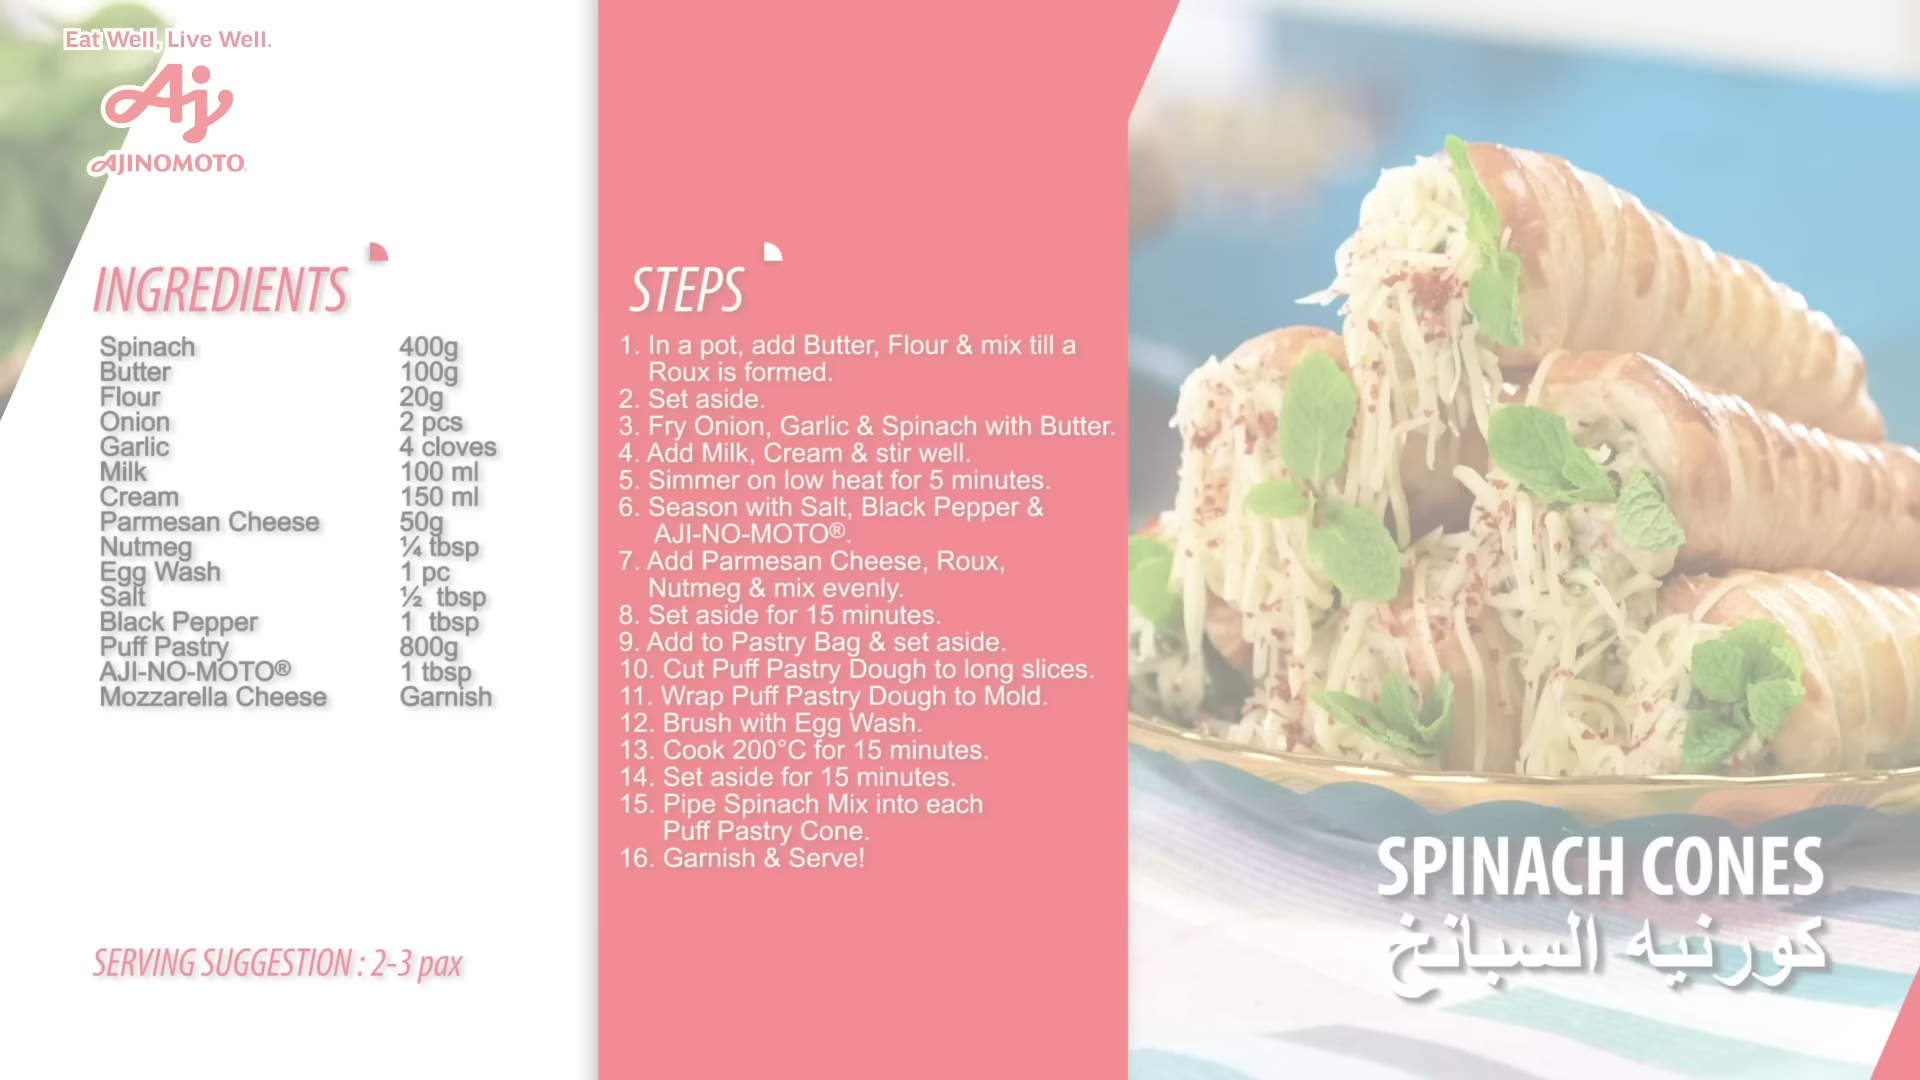 Eat Well, Live Well.
Aj
AJINOMOTO
INGREDIENTS
Spinach 400g
Butter 100g
Flour 20g
Onion 2 pcs
Garlic 4 cloves
Milk 100 ml
Cream 150 ml
Parmesan Cheese 50g
Nutmeg ¼ tbsp
Egg Wash 1 pc
Salt ½ tbsp
Black Pepper 1 tbsp
Puff Pastry 800g
AJI-NO-MOTO® 1 tbsp
Mozzarella Cheese Garnish
SERVING SUGGESTION : 2-3 pax
STEPS
1. In a pot, add Butter, Flour & mix till a
Roux is formed.
2. Set aside.
3. Fry Onion, Garlic & Spinach with Butter.
4. Add Milk, Cream & stir well.
5. Simmer on low heat for 5 minutes.
6. Season with Salt, Black Pepper &
AJI-NO-MOTO®.
7. Add Parmesan Cheese, Roux,
Nutmeg & mix evenly.
8. Set aside for 15 minutes.
9. Add to Pastry Bag & set aside.
10. Cut Puff Pastry Dough to long slices.
11. Wrap Puff Pastry Dough to Mold.
12. Brush with Egg Wash.
13. Cook 200°C for 15 minutes.
14. Set aside for 15 minutes.
15. Pipe Spinach Mix into each
Puff Pastry Cone.
16. Garnish & Serve!
SPINACH CONES
كورنيه السبانخ